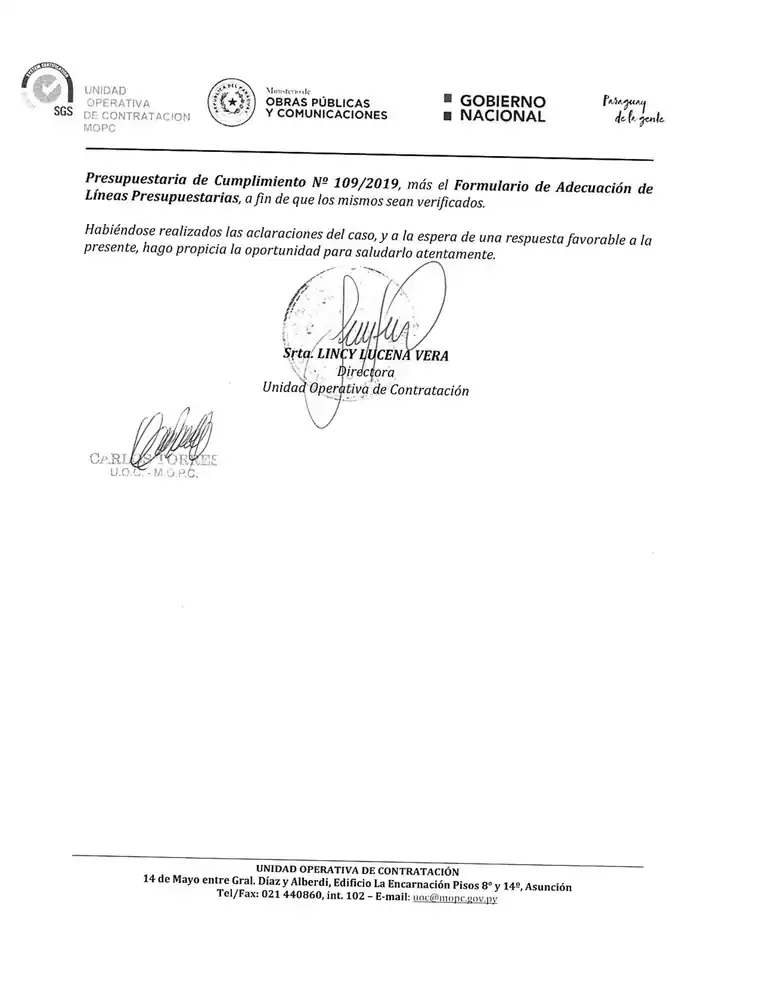 SYSTEM CERTIFICATION
SGS
UNIDAD
OPERATIVA
DE CONTRATACION
MOPC
REPUBLICA DEL PARAGUAY
Ministerio de
OBRAS PÚBLICAS
Y COMUNICACIONES
GOBIERNO
NACIONAL
Paraguay
de la gente
Presupuestaria de Cumplimiento Nº 109/2019, más el Formulario de Adecuación de
Líneas Presupuestarias, a fin de que los mismos sean verificados.
Habiéndose realizados las aclaraciones del caso, y a la espera de una respuesta favorable a la
presente, hago propicia la oportunidad para saludarlo atentamente.
Srta. LINCY LUCENA VERA
Directora
Unidad Operativa de Contratación
CARLOS TORRES
U.O.C. - M.O.P.C.
UNIDAD OPERATIVA DE CONTRATACIÓN
14 de Mayo entre Gral. Díaz y Alberdi, Edificio La Encarnación Pisos 8° y 14º, Asunción
Tel/Fax: 021 440860, int. 102 – E-mail: uoc@mopc.gov.py